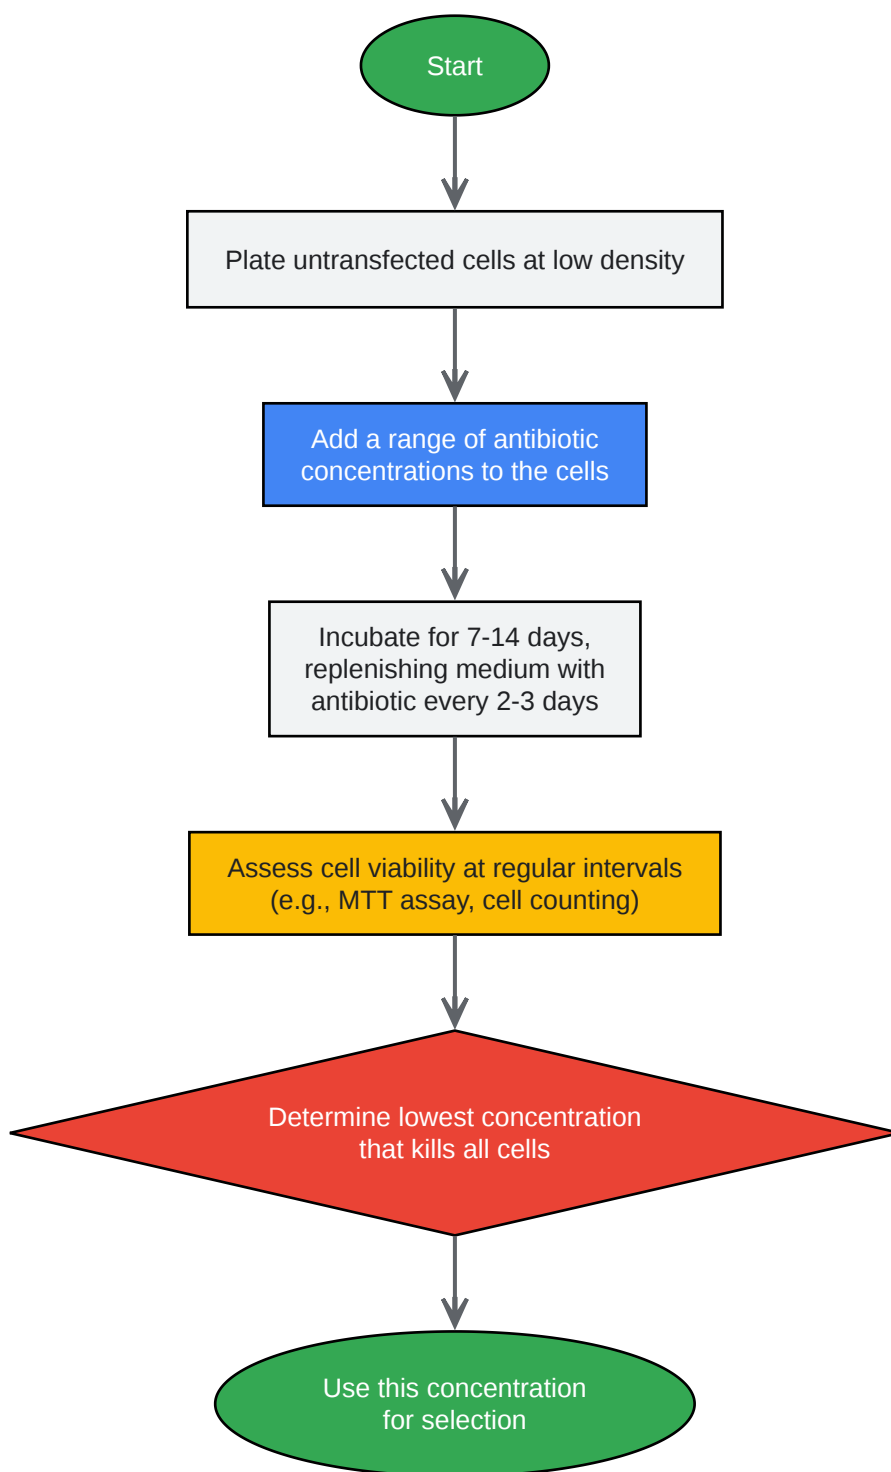 Start
Plate untransfected cells at low density
Add a range of antibiotic
concentrations to the cells
Incubate for 7-14 days,
replenishing medium with
antibiotic every 2-3 days
Assess cell viability at regular intervals
(e.g., MTT assay, cell counting)
Determine lowest concentration
that kills all cells
Use this concentration
for selection